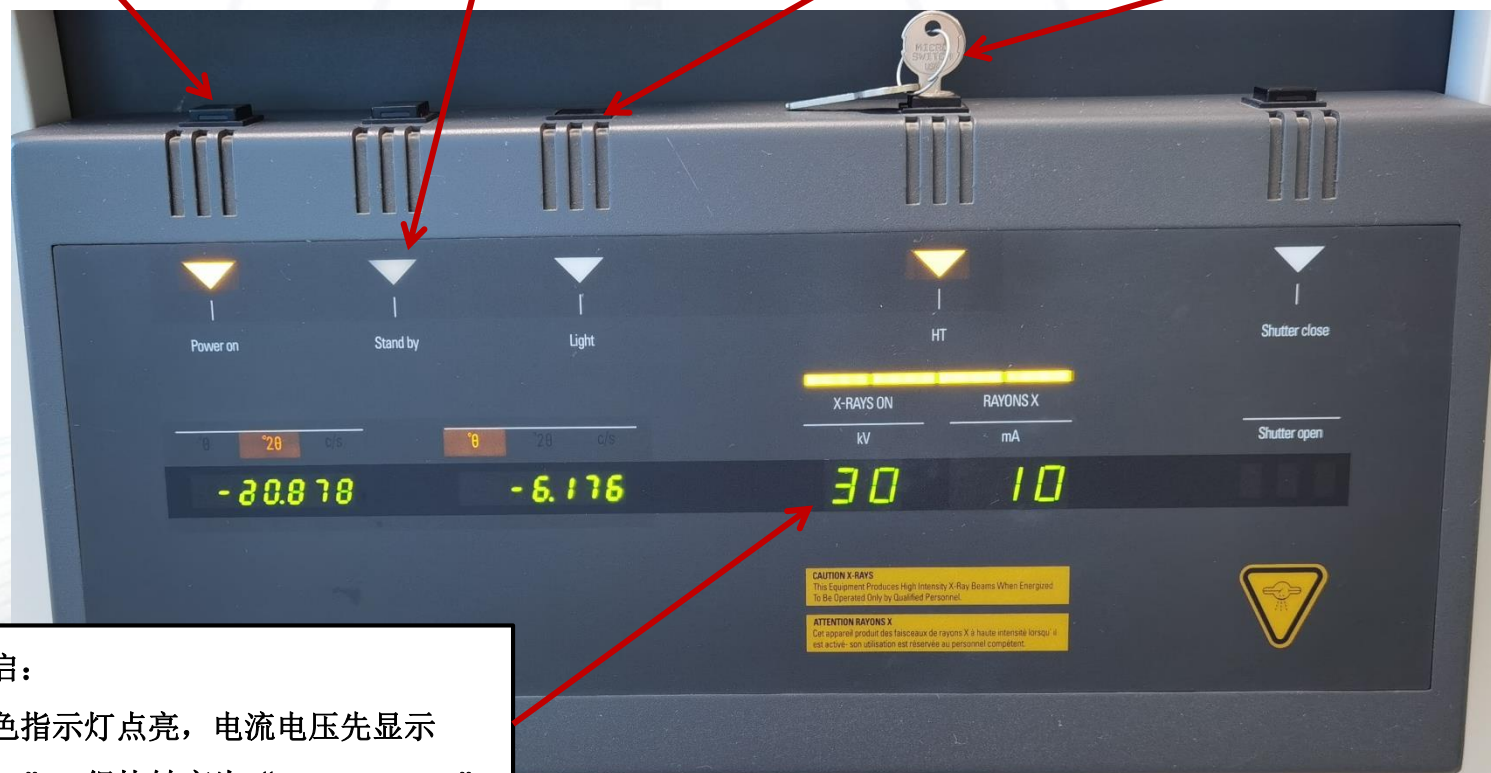 MICRO
SWITCH
Power on
Stand by
Light
HT
Shutter close
X-RAYS ON
RAYONS X
°θ °2θ c/s
°θ °2θ c/s
kV
mA
Shutter open
-30.878
-6.176
30
10
CAUTION X-RAYS
This Equipment Produces High Intensity X-Ray Beams When Energized
To Be Operated Only by Qualified Personnel.
ATTENTION RAYONS X
Cet appareil produit des faisceaux de rayons X à haute intensité lorsqu' il
est activé- son utilisation est réservée au personnel compétent.
启：
色指示灯点亮，电流电压先显示